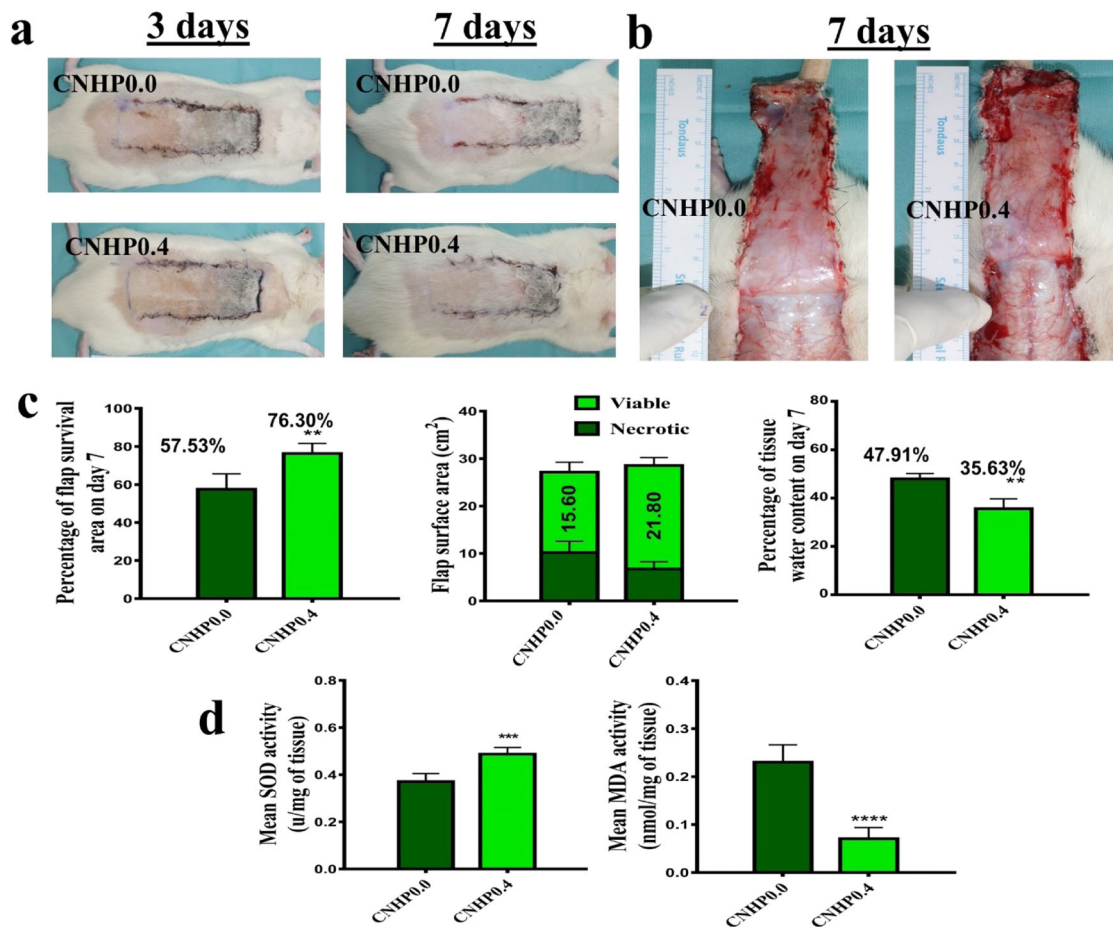 a
3 days
7 days
CNHP0.0
CNHP0.0
CNHP0.4
CNHP0.4
b
7 days
Tondaus
CNHP0.0
Tondaus
CNHP0.4
c
Percentage of flap survival
area on day 7
100
80
60
40
20
0
57.53%
76.30%
**
CNHP0.0
CNHP0.4
Flap surface area (cm²)
40
30
20
10
0
Viable
Necrotic
15.60
21.80
CNHP0.0
CNHP0.4
Percentage of tissue
water content on day 7
80
60
40
20
0
47.91%
35.63%
**
CNHP0.0
CNHP0.4
d
Mean SOD activity
(u/mg of tissue)
0.8
0.6
0.4
0.2
0.0
***
CNHP0.0
CNHP0.4
Mean MDA activity
(nmol/mg of tissue)
0.4
0.3
0.2
0.1
0.0
****
CNHP0.0
CNHP0.4